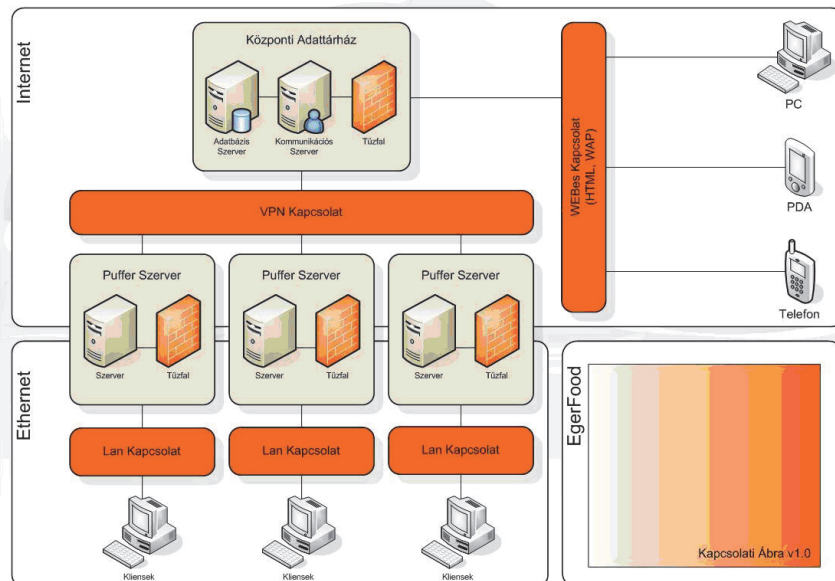 Internet
Központi Adattárház
Adatbázis
Szerver
Kommunikációs
Szerver
Tűzfal
VPN Kapcsolat
WEBes Kapcsolat
(HTML, WAP)
PC
PDA
Telefon
Puffer Szerver
Puffer Szerver
Puffer Szerver
Szerver
Tűzfal
Szerver
Tűzfal
Szerver
Tűzfal
Ethernet
Lan Kapcsolat
Lan Kapcsolat
Lan Kapcsolat
Kliensek
Kliensek
Kliensek
EgerFood
Kapcsolati Ábra v1.0